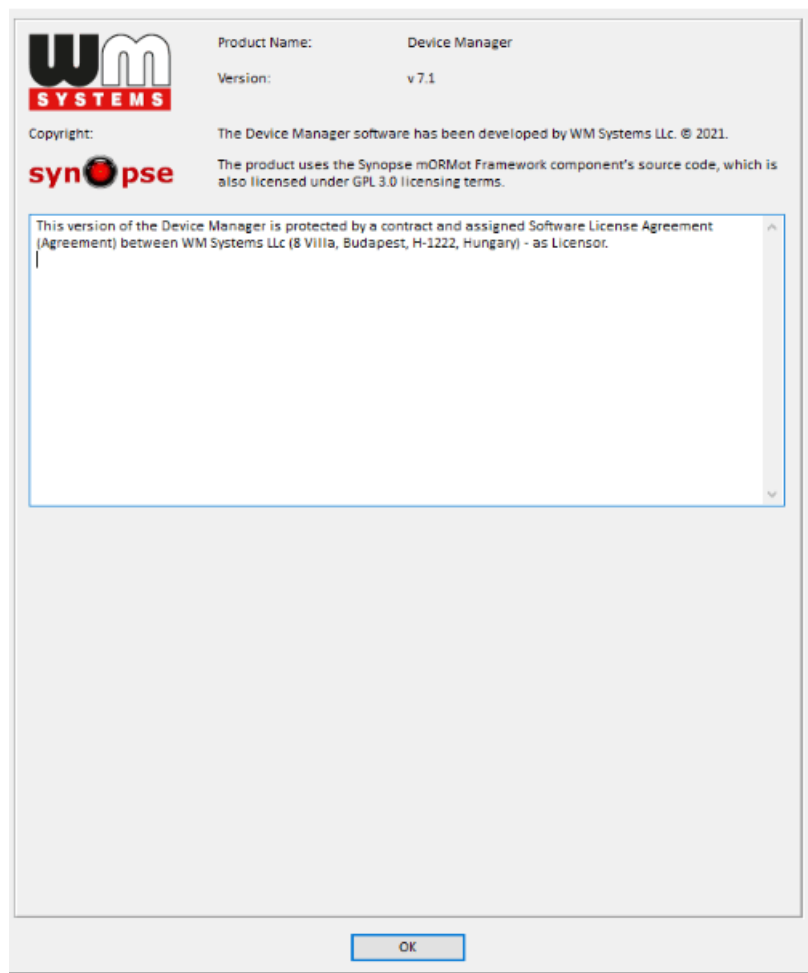 WM
SYSTEMS
Product Name: Device Manager
Version: v 7.1
Copyright: The Device Manager software has been developed by WM Systems LLc. © 2021.
synopse
The product uses the Synopse mORMot Framework component's source code, which is
also licensed under GPL 3.0 licensing terms.
This version of the Device Manager is protected by a contract and assigned Software License Agreement
(Agreement) between WM Systems LLc (8 Villa, Budapest, H-1222, Hungary) - as Licensor.
OK